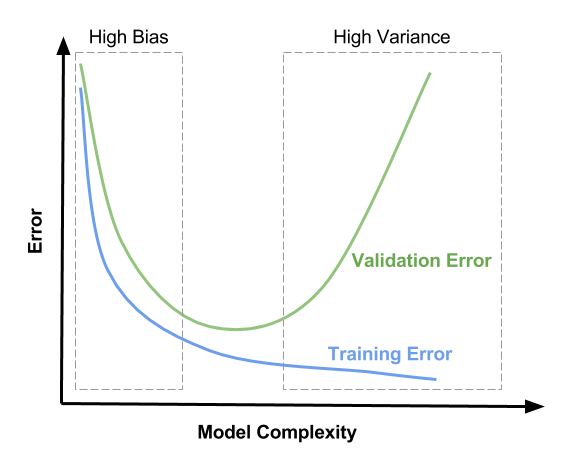 High Bias
High Variance
Error
Validation Error
Training Error
Model Complexity